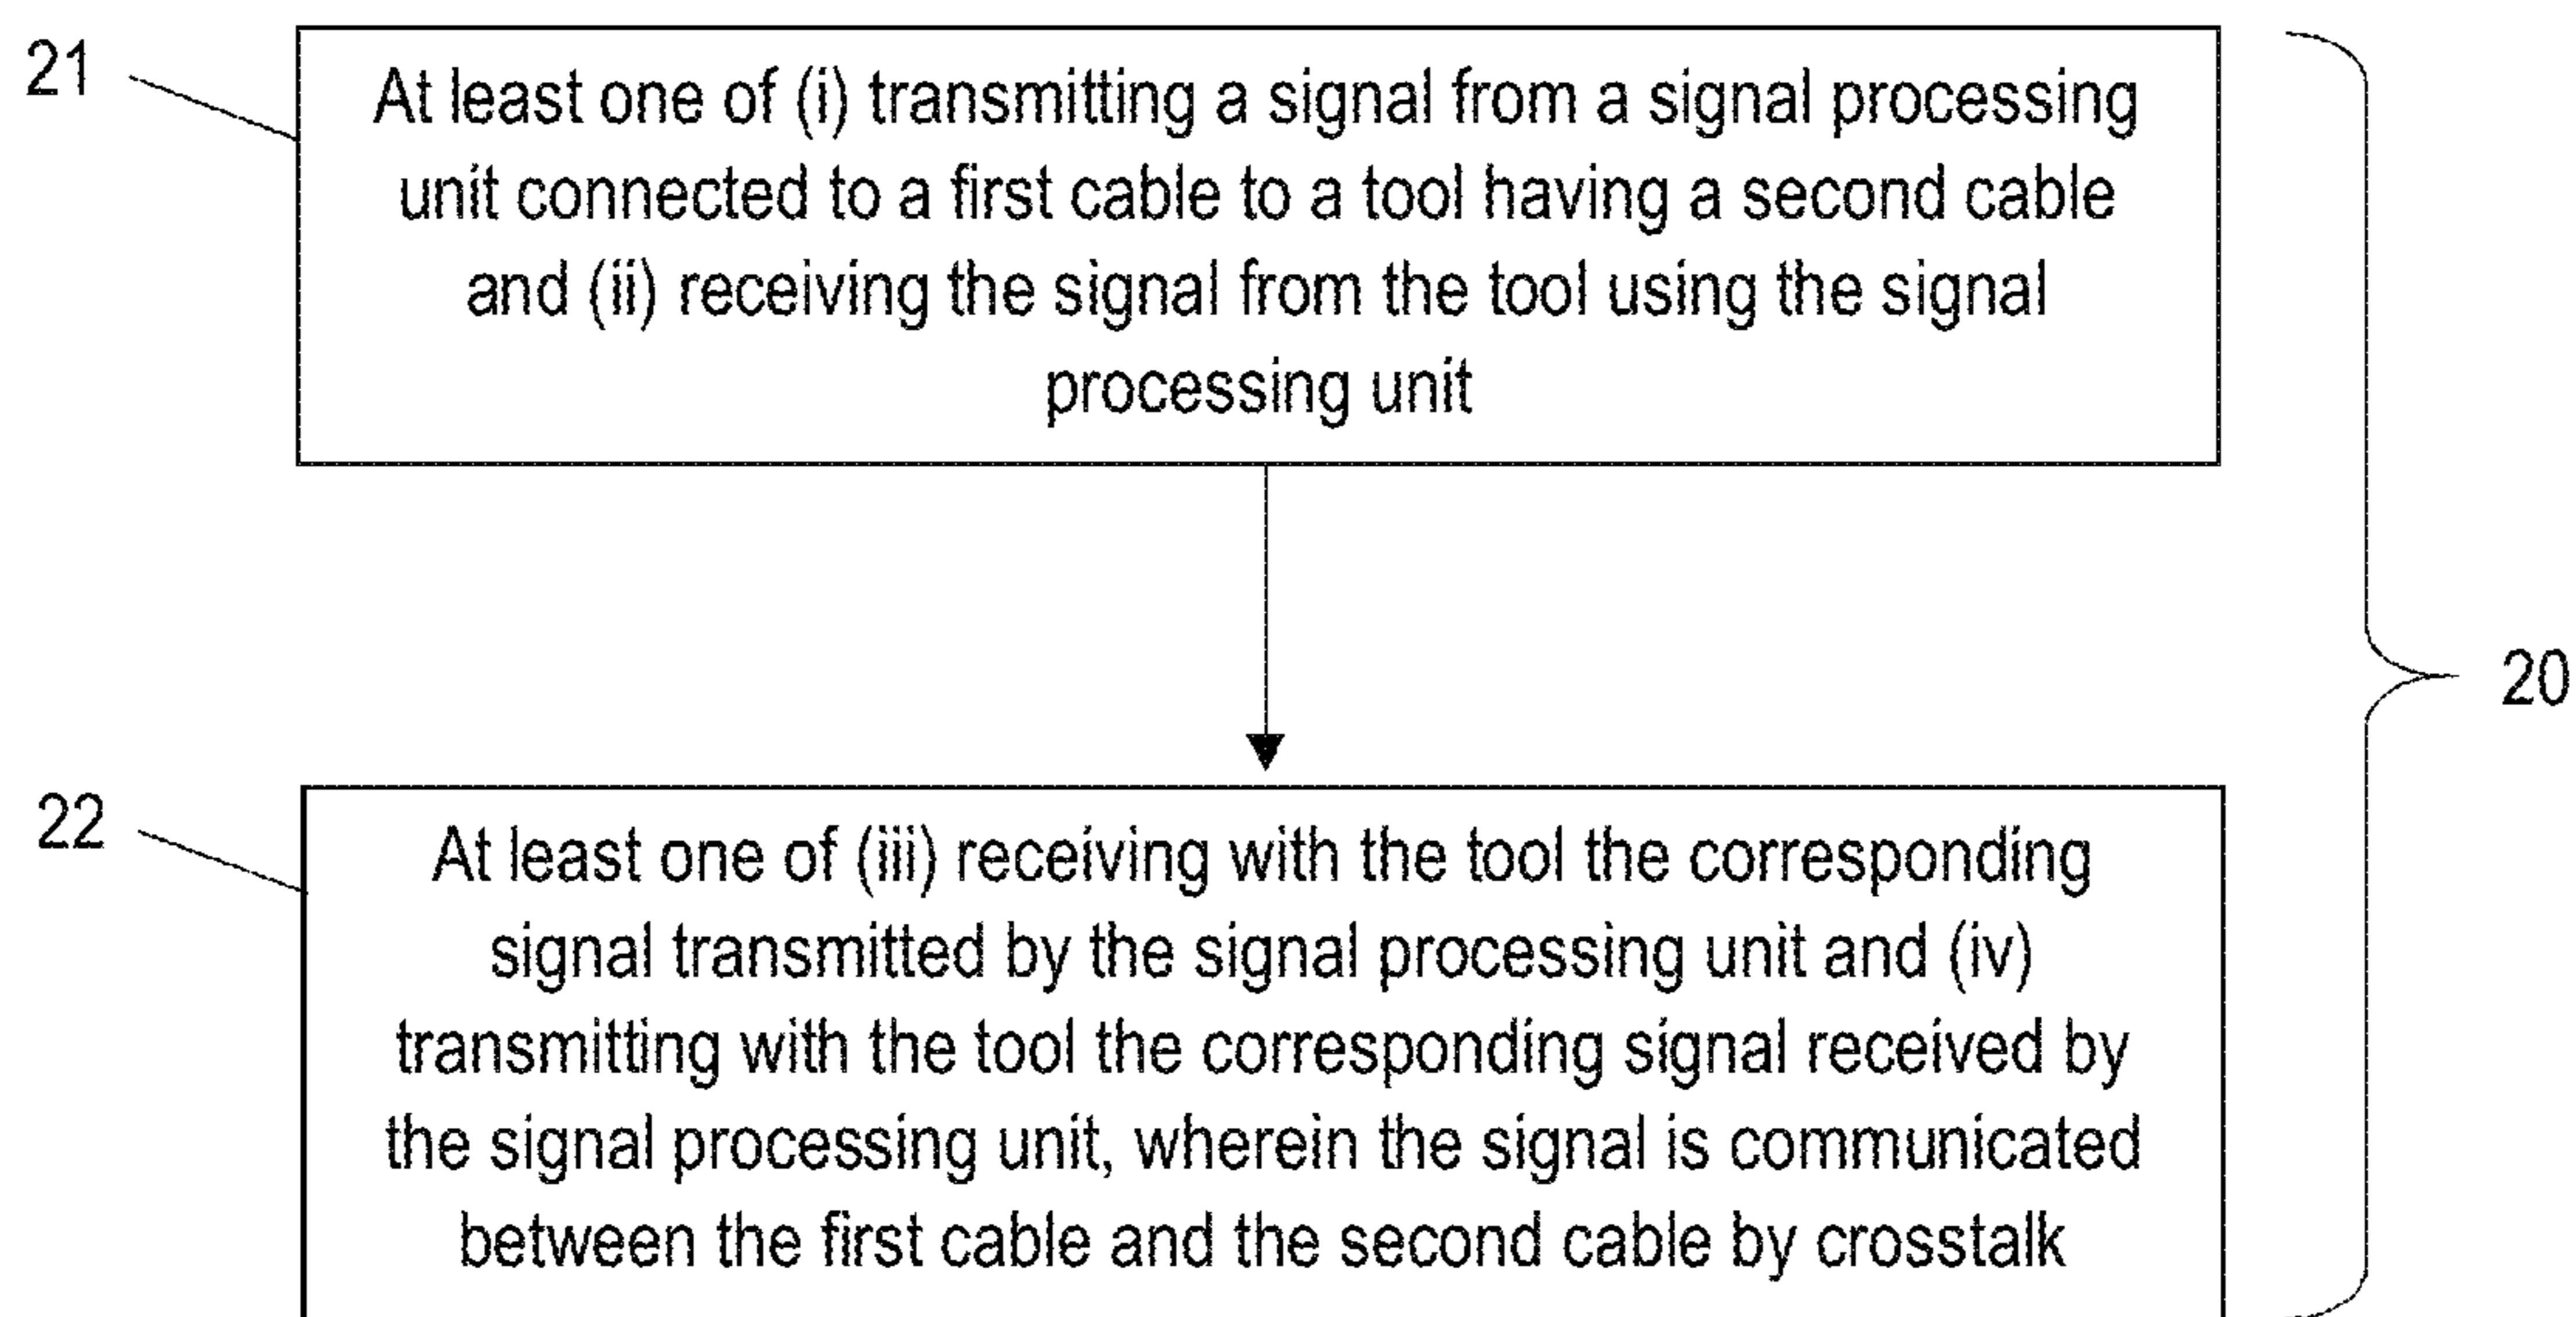 21
At least one of (i) transmitting a signal from a signal processing
unit connected to a first cable to a tool having a second cable
and (ii) receiving the signal from the tool using the signal
processing unit
20
22
At least one of (iii) receiving with the tool the corresponding
signal transmitted by the signal processing unit and (iv)
transmitting with the tool the corresponding signal received by
the signal processing unit, wherein the signal is communicated
between the first cable and the second cable by crosstalk